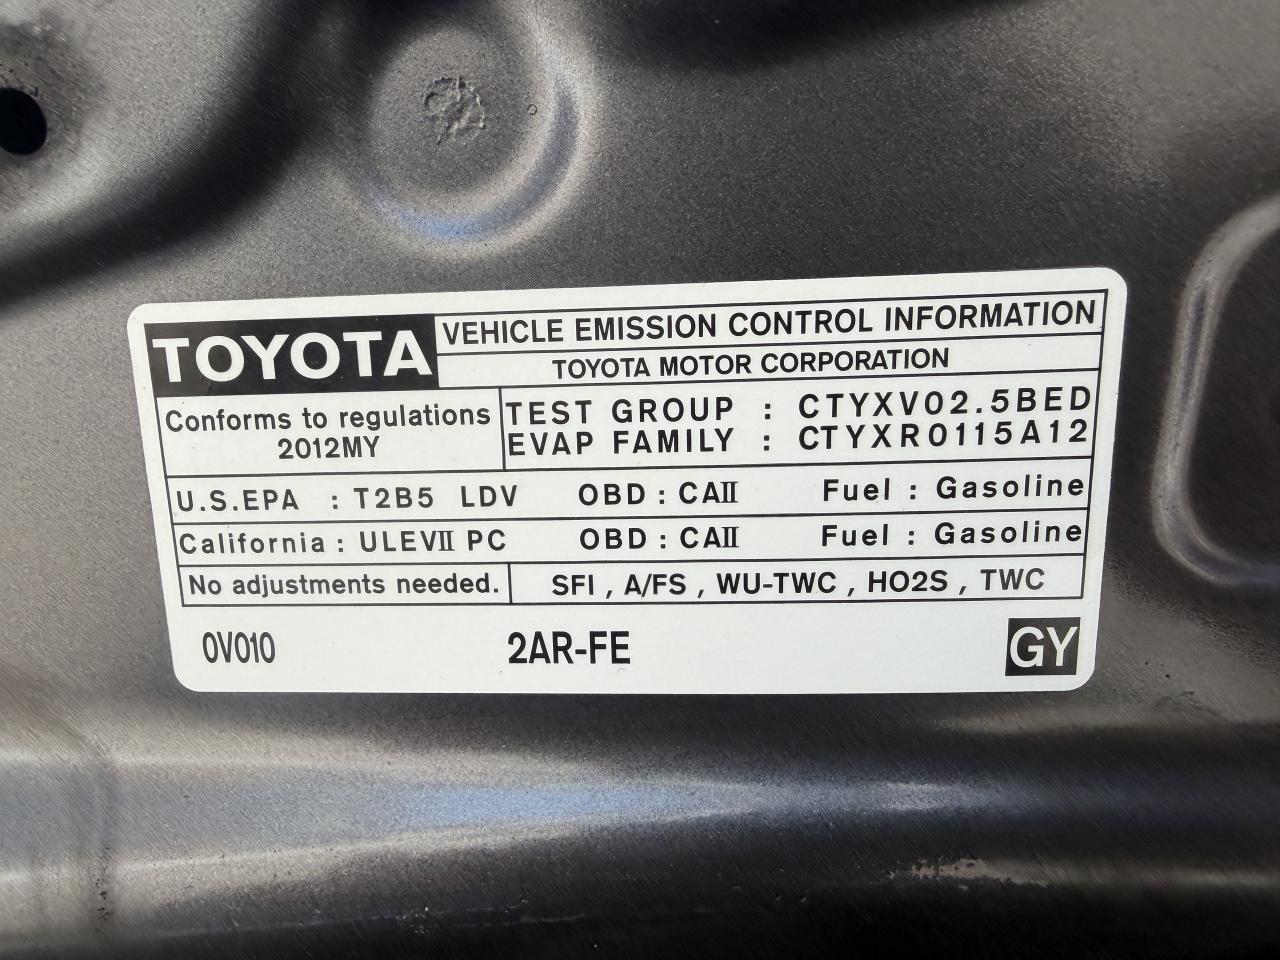 TOYOTA
VEHICLE EMISSION CONTROL INFORMATION
TOYOTA MOTOR CORPORATION
Conforms to regulations
2012MY
TEST GROUP : CTYXV02.5BED
EVAP FAMILY : CTYXR0115A12
U.S.EPA : T2B5 LDV OBD : CAⅡ Fuel : Gasoline
California : ULEVⅡ PC OBD : CAⅡ Fuel : Gasoline
No adjustments needed. SFI , A/FS , WU-TWC , HO2S , TWC
0V010 2AR-FE GY